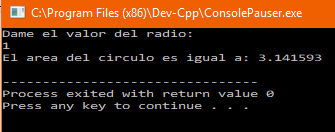 C:\Program Files (x86)\Dev-Cpp\ConsolePauser.exe
Dame el valor del radio:
1
El area del circulo es igual a: 3.141593
--------------------------------
Process exited with return value 0
Press any key to continue . . .